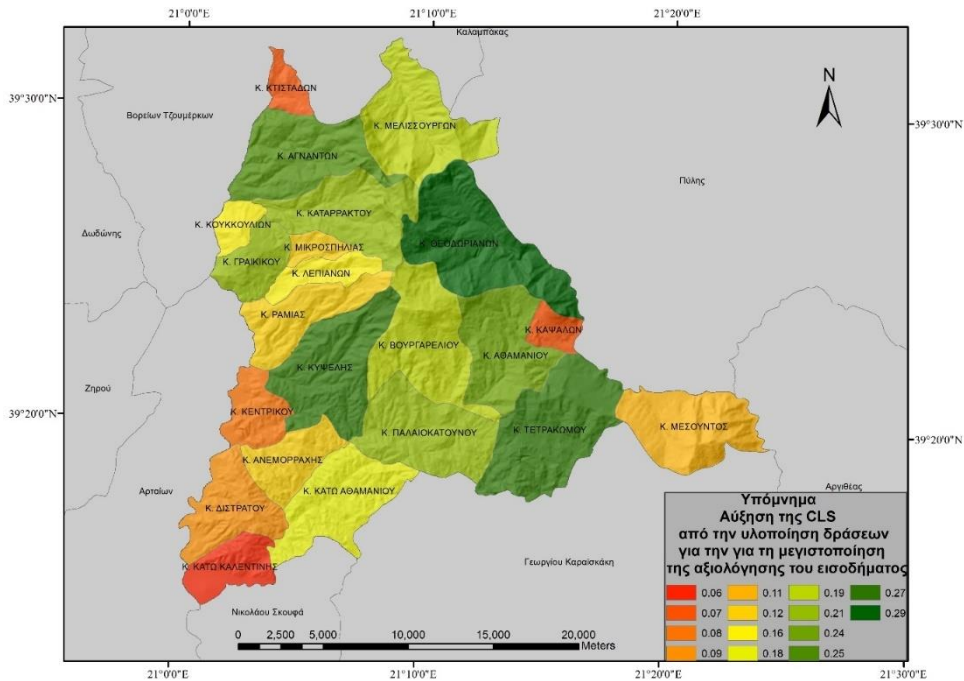 21°0'0"E
21°10'0"E
21°20'0"E
Καλαμπάκας
39°30'0"N
39°30'0"N
N
Κ. ΚΤΙΣΤΑΔΩΝ
Βορείων Τζουμέρκων
Κ. ΜΕΛΙΣΣΟΥΡΓΩΝ
Κ. ΑΓΝΑΝΤΩΝ
Πύλης
Κ. ΚΑΤΑΡΡΑΚΤΟΥ
Κ. ΚΟΥΚΚΟΥΛΙΩΝ
Δωδώνης
Κ. ΜΙΚΡΟΣΠΗΛΙΑΣ
Κ. ΘΕΟΔΩΡΙΑΝΩΝ
Κ. ΓΡΑΙΚΙΚΟΥ
Κ. ΛΕΠΙΑΝΩΝ
Κ. ΡΑΜΙΑΣ
Κ. ΚΑΨΑΛΩΝ
Κ. ΒΟΥΡΓΑΡΕΛΙΟΥ
Κ. ΑΘΑΜΑΝΙΟΥ
Κ. ΚΥΨΕΛΗΣ
Ζηρού
39°20'0"N
39°20'0"N
Κ. ΚΕΝΤΡΙΚΟΥ
Κ. ΠΑΛΑΙΟΚΑΤΟΥΝΟΥ
Κ. ΤΕΤΡΑΚΩΜΟΥ
Κ. ΜΕΣΟΥΝΤΟΣ
Κ. ΑΝΕΜΟΡΡΑΧΗΣ
Αρταίων
Κ. ΚΑΤΩ ΑΘΑΜΑΝΙΟΥ
Αργιθέας
Κ. ΔΙΣΤΡΑΤΟΥ
Κ. ΚΑΤΩ ΚΑΛΕΝΤΙΝΗΣ
Γεωργίου Καραϊσκάκη
Νικολάου Σκουφά
0 2,500 5,000 10,000 15,000 20,000
Meters
Υπόμνημα
Αύξηση της CLS
από την υλοποίηση δράσεων
για την για τη μεγιστοποίηση
της αξιολόγησης του εισοδήματος
0.06 0.11 0.19 0.27
0.07 0.12 0.21 0.29
0.08 0.16 0.24
0.09 0.18 0.25
21°0'0"E
21°10'0"E
21°20'0"E
21°30'0"E